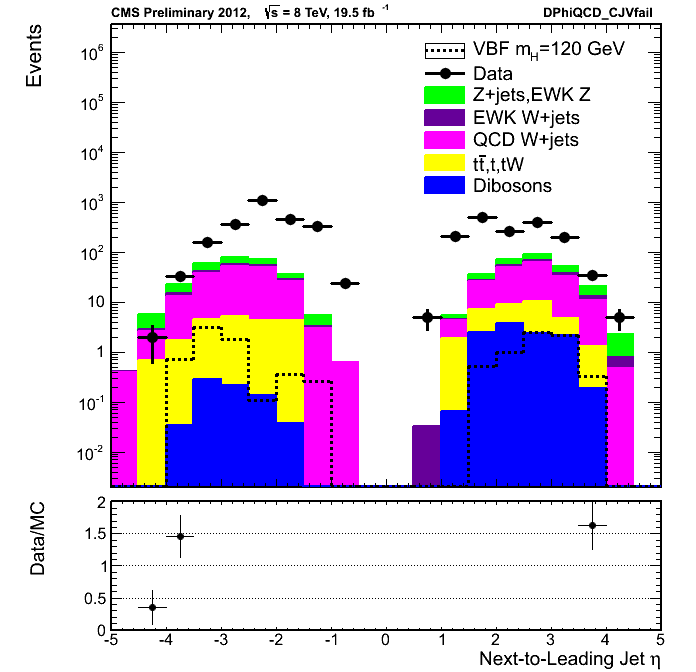 CMS Preliminary 2012, √s = 8 TeV, 19.5 fb⁻¹ DPhiQCD_CJVfail
Events
10⁶
10⁵
10⁴
10³
10²
10
1
10⁻¹
10⁻²
VBF m_H=120 GeV
Data
Z+jets,EWK Z
EWK W+jets
QCD W+jets
tt̄,t,tW
Dibosons
Data/MC
2
1.5
1
0.5
0
-5 -4 -3 -2 -1 0 1 2 3 4 5
Next-to-Leading Jet η